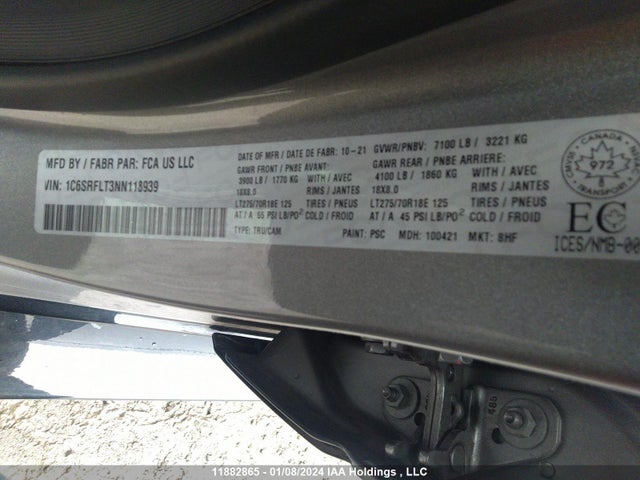 MFD BY / FABR PAR: FCA US LLC
VIN: 1C6SRFLT3NN118939
DATE OF MFR / DATE DE FABR: 10-21
GVWR/PNBV: 7100 LB / 3221 KG
GAWR FRONT / PNBE AVANT:
3900 LB / 1770 KG WITH / AVEC
18X8.0 RIMS / JANTES
LT275/70R18E 125 TIRES / PNEUS
AT / A 55 PSI LB/PO² COLD / FROID
GAWR REAR / PNBE ARRIERE:
4100 LB / 1860 KG WITH / AVEC
18X8.0 RIMS / JANTES
LT275/70R18E 125 TIRES / PNEUS
AT / A 45 PSI LB/PO² COLD / FROID
TYPE: TRU/CAM PAINT: PSC MDH: 100421 MKT: BHF
CANADA
972
EC
ICES/NMB-00
485
11882865 - 01/08/2024 IAA Holdings , LLC